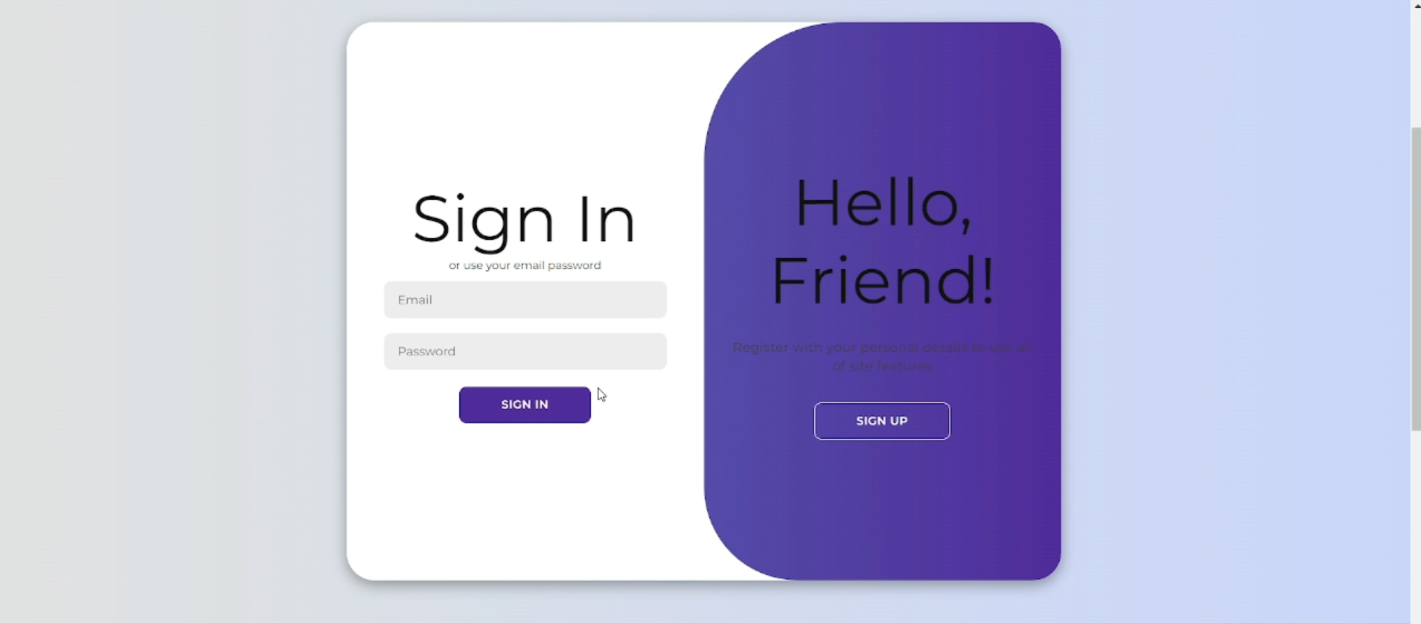 Sign In
or use your email password
Email
Password
SIGN IN
Hello,
Friend!
Register with your personal details to use all
of site features
SIGN UP